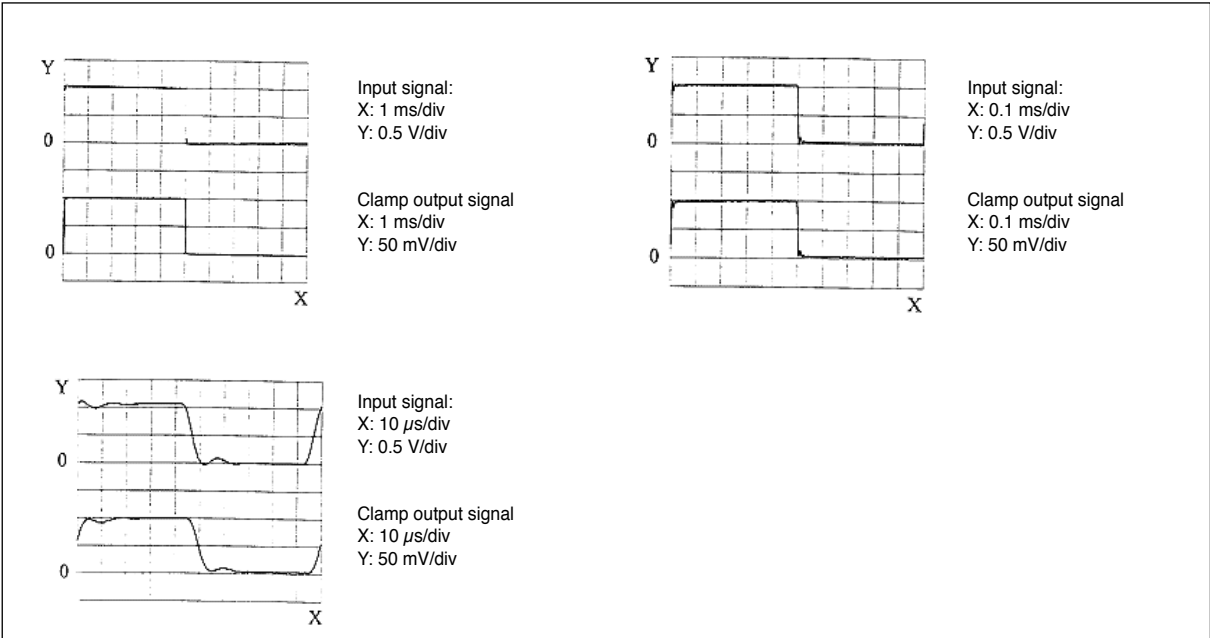 Y
0
0
X
Input signal:
X: 1 ms/div
Y: 0.5 V/div
Clamp output signal
X: 1 ms/div
Y: 50 mV/div
Y
0
0
X
Input signal:
X: 0.1 ms/div
Y: 0.5 V/div
Clamp output signal
X: 0.1 ms/div
Y: 50 mV/div
Y
0
0
X
Input signal:
X: 10 µs/div
Y: 0.5 V/div
Clamp output signal
X: 10 µs/div
Y: 50 mV/div